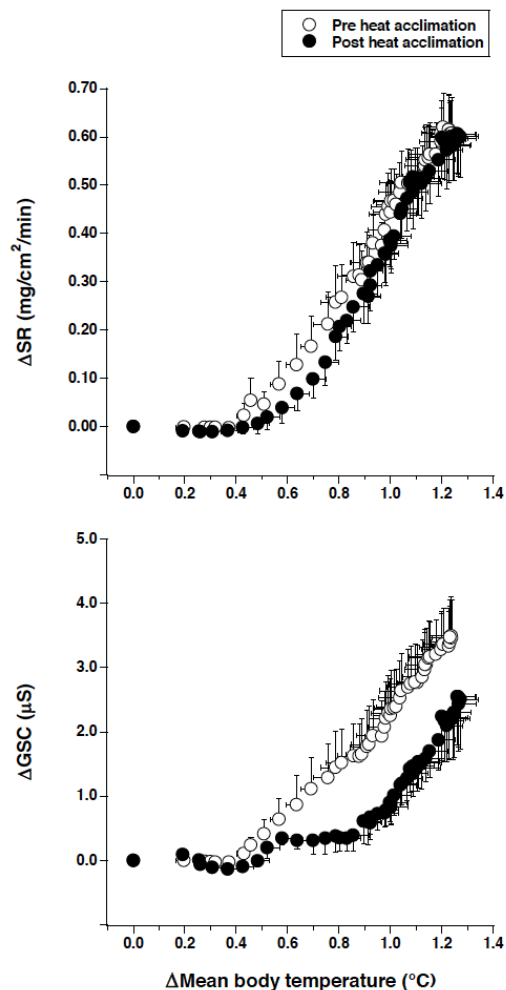 Pre heat acclimation
Post heat acclimation
0.70
0.60
0.50
0.40
0.30
0.20
0.10
0.00
ΔSR (mg/cm²/min)
0.0 0.2 0.4 0.6 0.8 1.0 1.2 1.4
5.0
4.0
3.0
2.0
1.0
0.0
ΔGSC (μS)
0.0 0.2 0.4 0.6 0.8 1.0 1.2 1.4
ΔMean body temperature (°C)